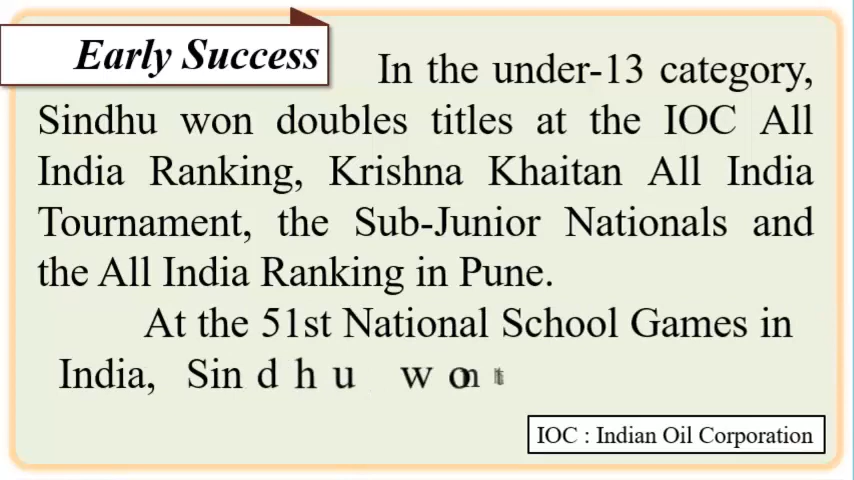 Early Success
In the under-13 category,
Sindhu won doubles titles at the IOC All
India Ranking, Krishna Khaitan All India
Tournament, the Sub-Junior Nationals and
the All India Ranking in Pune.
At the 51st National School Games in
India, Sindhu won
IOC : Indian Oil Corporation